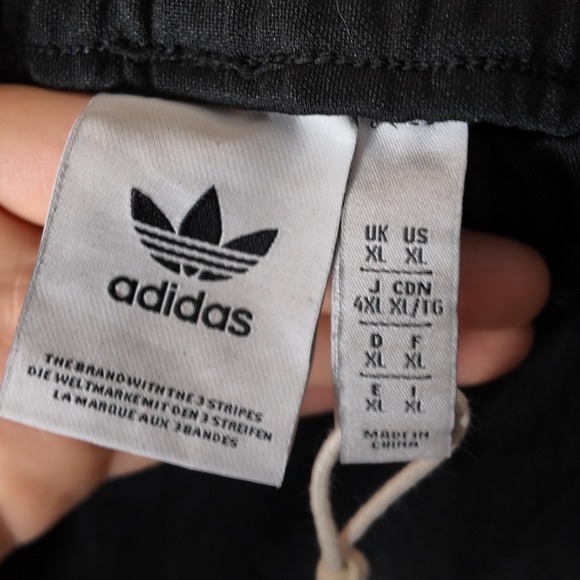 adidas
THE BRAND WITH THE 3 STRIPES
DIE WELTMARKE MIT DEN 3 STREIFEN
LA MARQUE AUX 3 BANDES
UK US
XL XL
J CDN
4XL XL/TG
D F
XL XL
E I
XL XL
MADE IN
CHINA